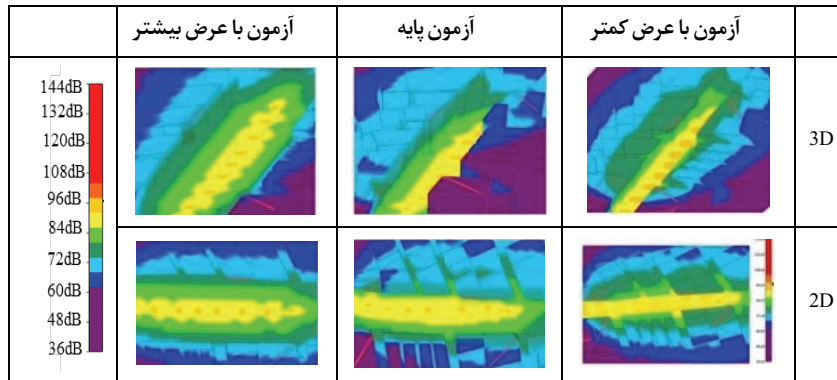 آزمون با عرض کمتر
آزمون پایه
آزمون با عرض بیشتر
3D
2D
144dB
132dB
120dB
108dB
96dB
84dB
72dB
60dB
48dB
36dB